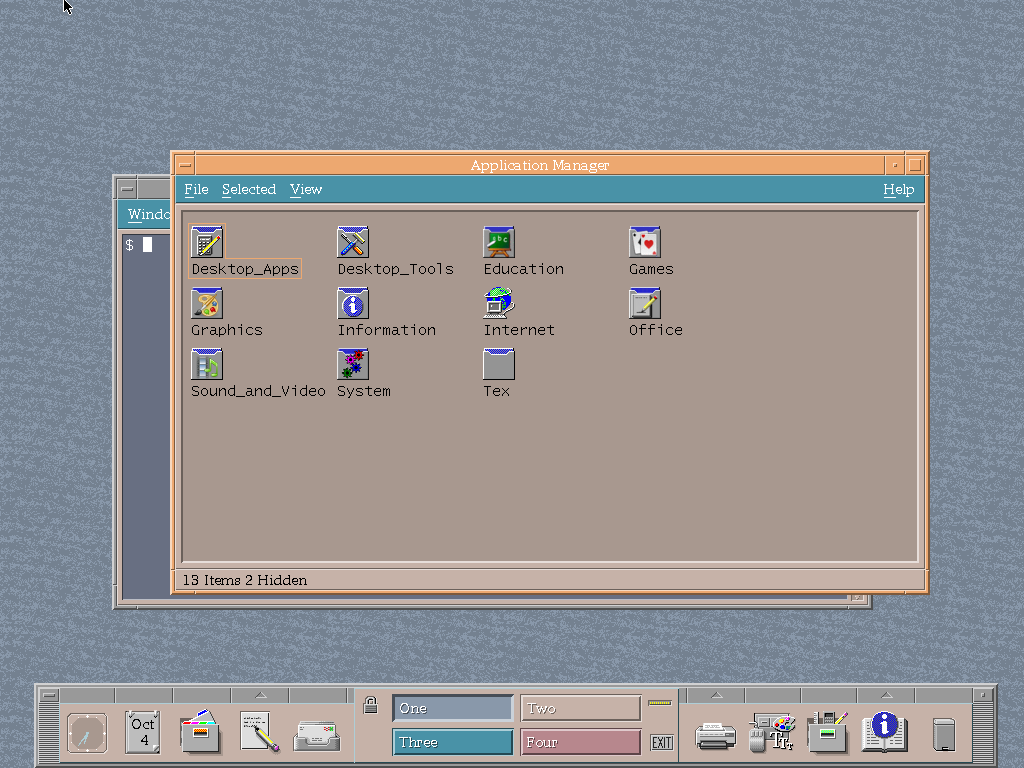 Application Manager
File Selected View Help
Windo
$
Desktop_Apps Desktop_Tools Education Games
Graphics Information Internet Office
Sound_and_Video System Tex
13 Items 2 Hidden
One Two
Three Four
EXIT
Oct
4